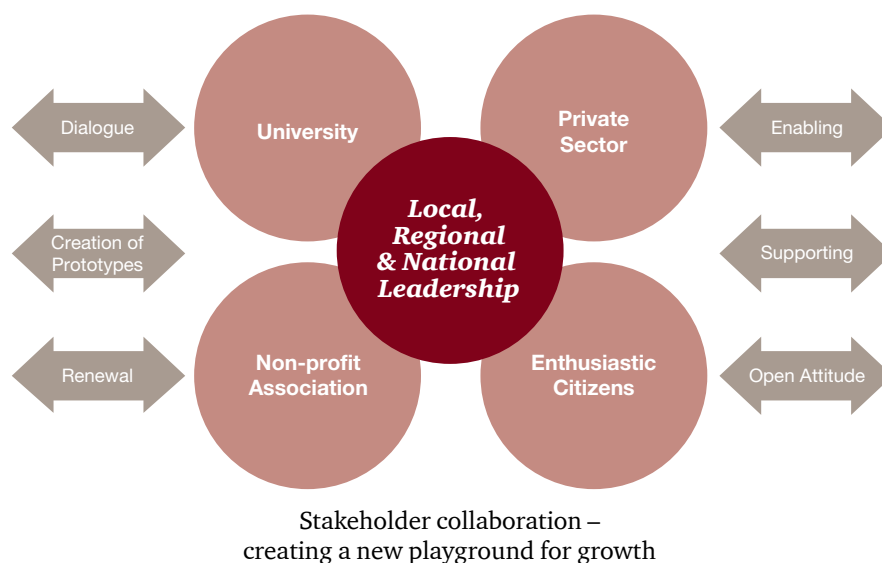 Dialogue
University
Private
Sector
Enabling
Local,
Regional
& National
Leadership
Creation of
Prototypes
Supporting
Renewal
Non-profit
Association
Enthusiastic
Citizens
Open Attitude
Stakeholder collaboration –
creating a new playground for growth